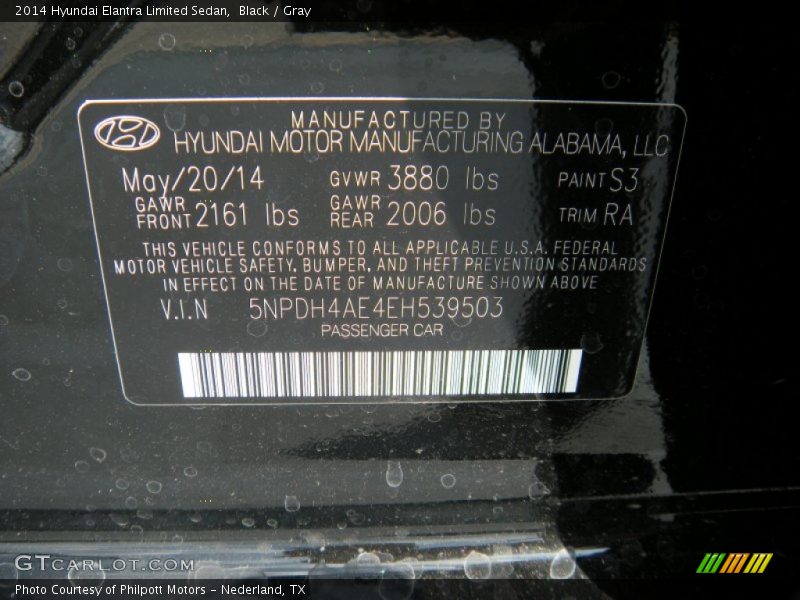 2014 Hyundai Elantra Limited Sedan, Black / Gray
MANUFACTURED BY
HYUNDAI MOTOR MANUFACTURING ALABAMA, LLC
May/20/14 GVWR 3880 lbs PAINT S3
GAWR FRONT 2161 lbs GAWR REAR 2006 lbs TRIM RA
THIS VEHICLE CONFORMS TO ALL APPLICABLE U.S.A. FEDERAL
MOTOR VEHICLE SAFETY, BUMPER, AND THEFT PREVENTION STANDARDS
IN EFFECT ON THE DATE OF MANUFACTURE SHOWN ABOVE
V.I.N 5NPDH4AE4EH539503
PASSENGER CAR
GTCARLOT.COM
Photo Courtesy of Philpott Motors - Nederland, TX